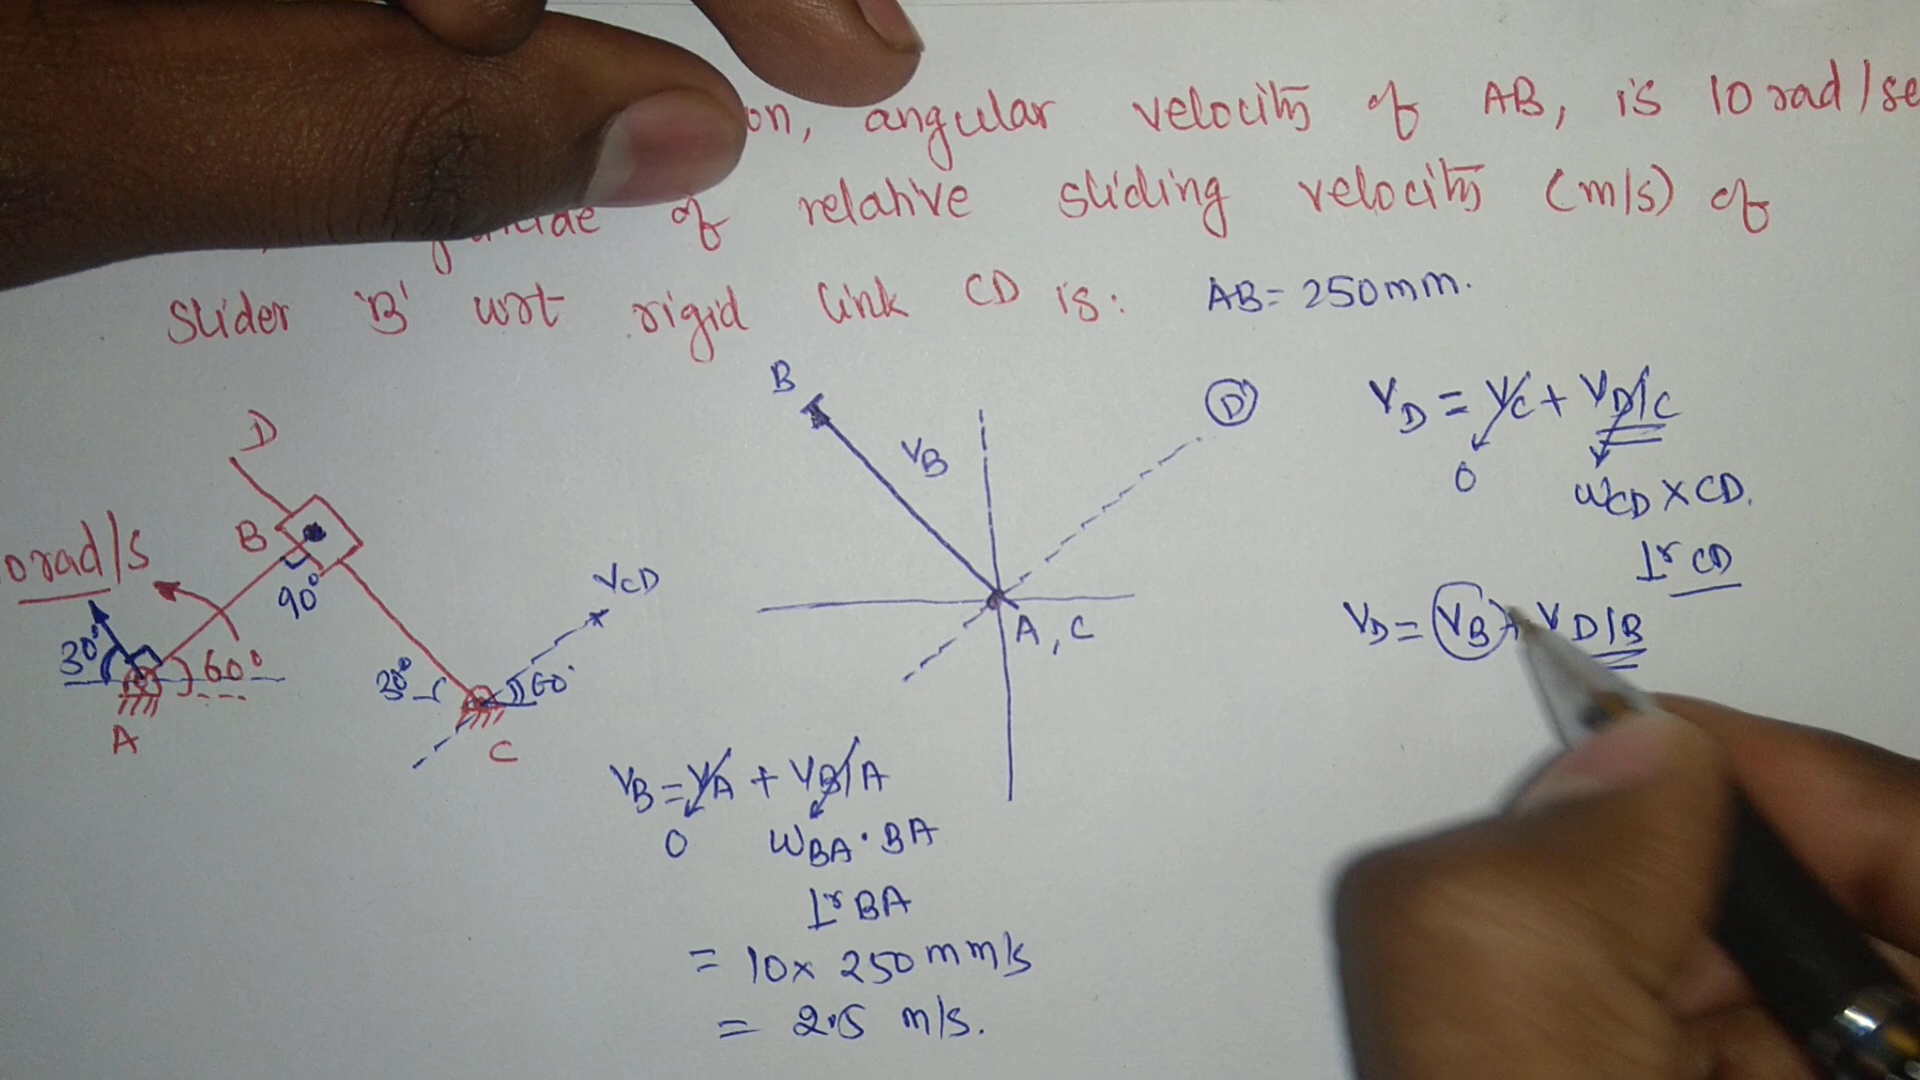 on, angular velocity of AB, is 10 rad/se
of relative sliding velocity (m/s) of
slider 'B' wrt rigid link CD is: AB = 250mm.
D
B
0 rad/s
90°
30°
60°
A
30°
VCD
60°
C
B
VB
D
A, C
VB = VA + VB/A
0 ωBA · BA
⊥r BA
= 10 x 250 mm/s
= 2.5 m/s.
VD = VC + VD/C
0
ωCD x CD.
⊥r CD
VD = VB + VD/B